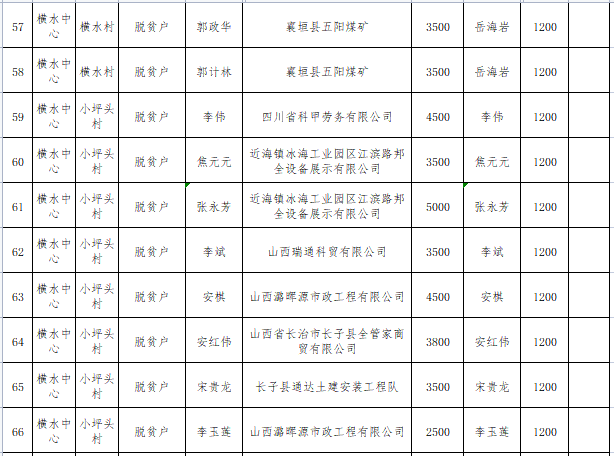 57 横水中心 横水村 脱贫户 郭政华 襄垣县五阳煤矿 3500 岳海岩 1200
58 横水中心 横水村 脱贫户 郭计林 襄垣县五阳煤矿 3500 岳海岩 1200
59 横水中心 小坪头村 脱贫户 李伟 四川省科甲劳务有限公司 4500 李伟 1200
60 横水中心 小坪头村 脱贫户 焦元元 近海镇冰海工业园区江滨路邦全设备展示有限公司 3500 焦元元 1200
61 横水中心 小坪头村 脱贫户 张永芳 近海镇冰海工业园区江滨路邦全设备展示有限公司 5000 张永芳 1200
62 横水中心 小坪头村 脱贫户 李斌 山西瑞通科贸有限公司 3500 李斌 1200
63 横水中心 小坪头村 脱贫户 安棋 山西潞晖源市政工程有限公司 4500 安棋 1200
64 横水中心 小坪头村 脱贫户 安红伟 山西省长治市长子县全管家商贸有限公司 3800 安红伟 1200
65 横水中心 小坪头村 脱贫户 宋贵龙 长子县通达土建安装工程队 3500 宋贵龙 1200
66 横水中心 小坪头村 脱贫户 李玉莲 山西潞晖源市政工程有限公司 2500 李玉莲 1200